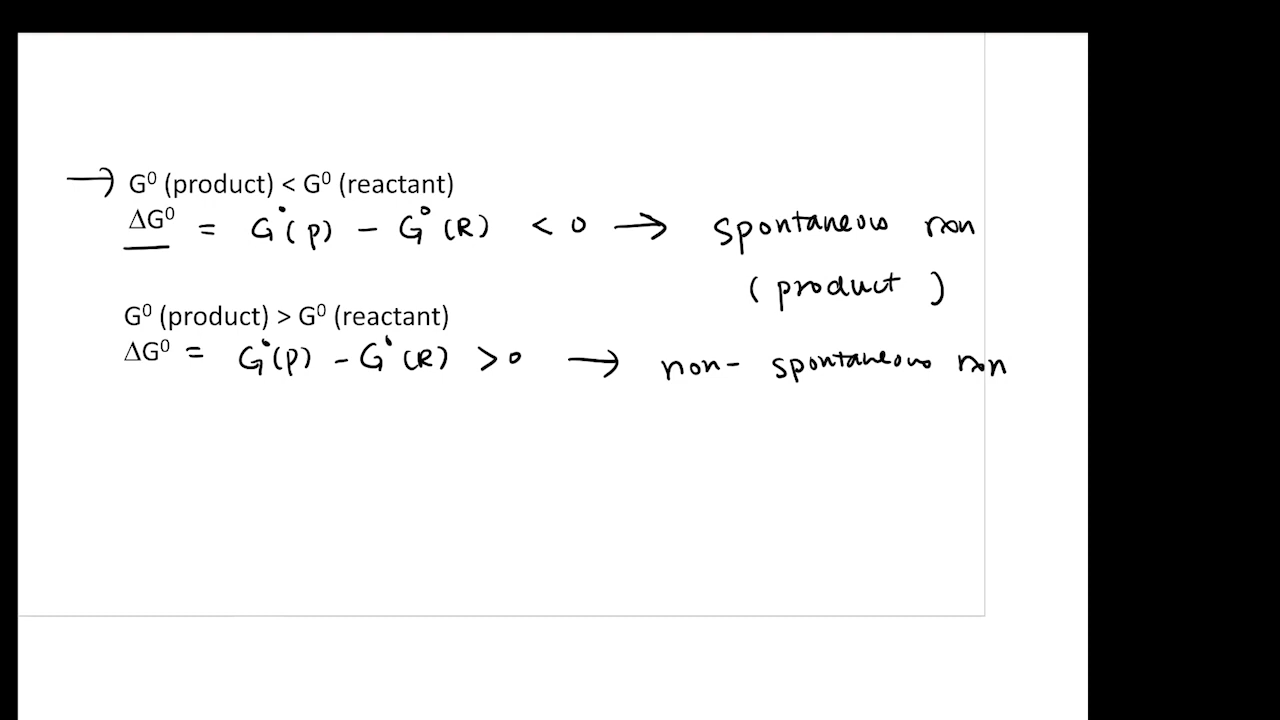 → G⁰ (product) < G⁰ (reactant)
ΔG⁰ = G°(P) - G°(R) < 0 → spontaneous rxn
(product)
G⁰ (product) > G⁰ (reactant)
ΔG⁰ = G°(P) - G°(R) > 0 → non-spontaneous rxn